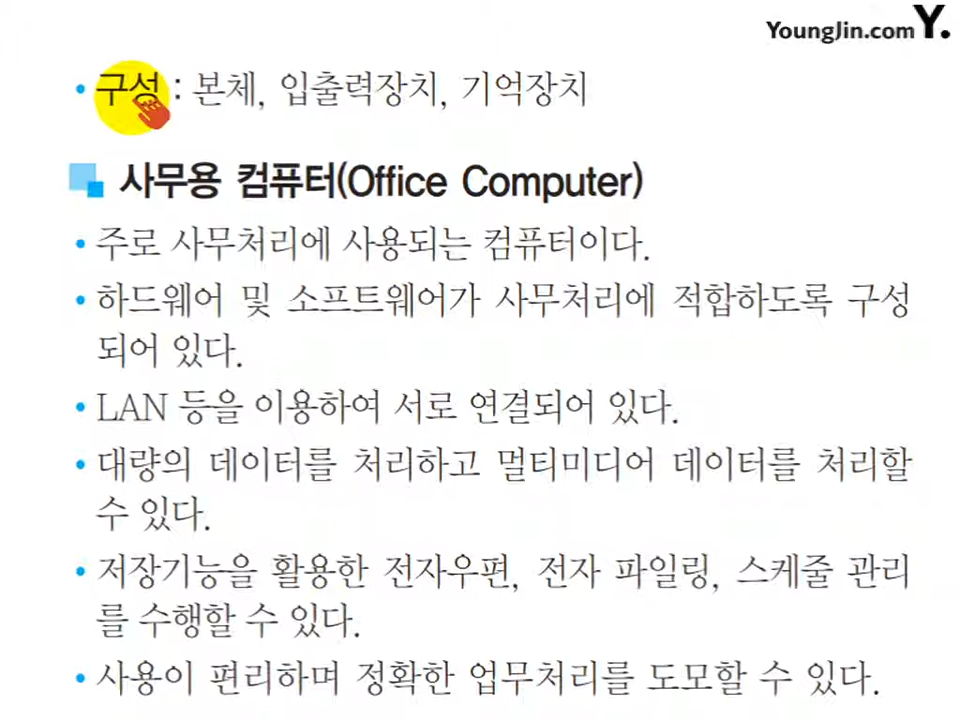 YoungJin.com Y.
• 구성 : 본체, 입출력장치, 기억장치
사무용 컴퓨터(Office Computer)
• 주로 사무처리에 사용되는 컴퓨터이다.
• 하드웨어 및 소프트웨어가 사무처리에 적합하도록 구성
되어 있다.
• LAN 등을 이용하여 서로 연결되어 있다.
• 대량의 데이터를 처리하고 멀티미디어 데이터를 처리할
수 있다.
• 저장기능을 활용한 전자우편, 전자 파일링, 스케줄 관리
를 수행할 수 있다.
• 사용이 편리하며 정확한 업무처리를 도모할 수 있다.